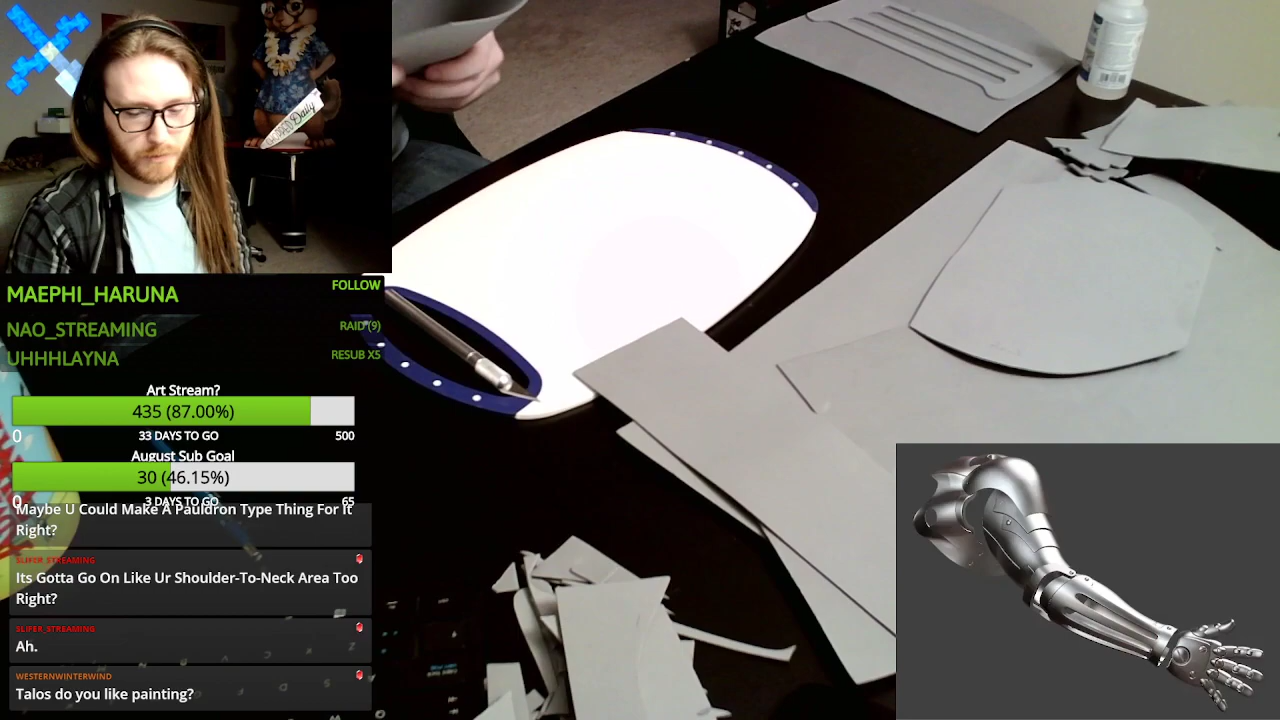 Daily
MAEPHI_HARUNA FOLLOW
NAO_STREAMING RAID (9)
UHHHLAYNA RESUB X5
Art Stream?
435 (87.00%)
0 33 DAYS TO GO 500
August Sub Goal
30 (46.15%)
0 3 DAYS TO GO 65
Maybe U Could Make A Pauldron Type Thing For It
Right?
SLIFER_STREAMING
Its Gotta Go On Like Ur Shoulder-To-Neck Area Too
Right?
SLIFER_STREAMING
Ah.
WESTERNWINTERWIND
Talos do you like painting?